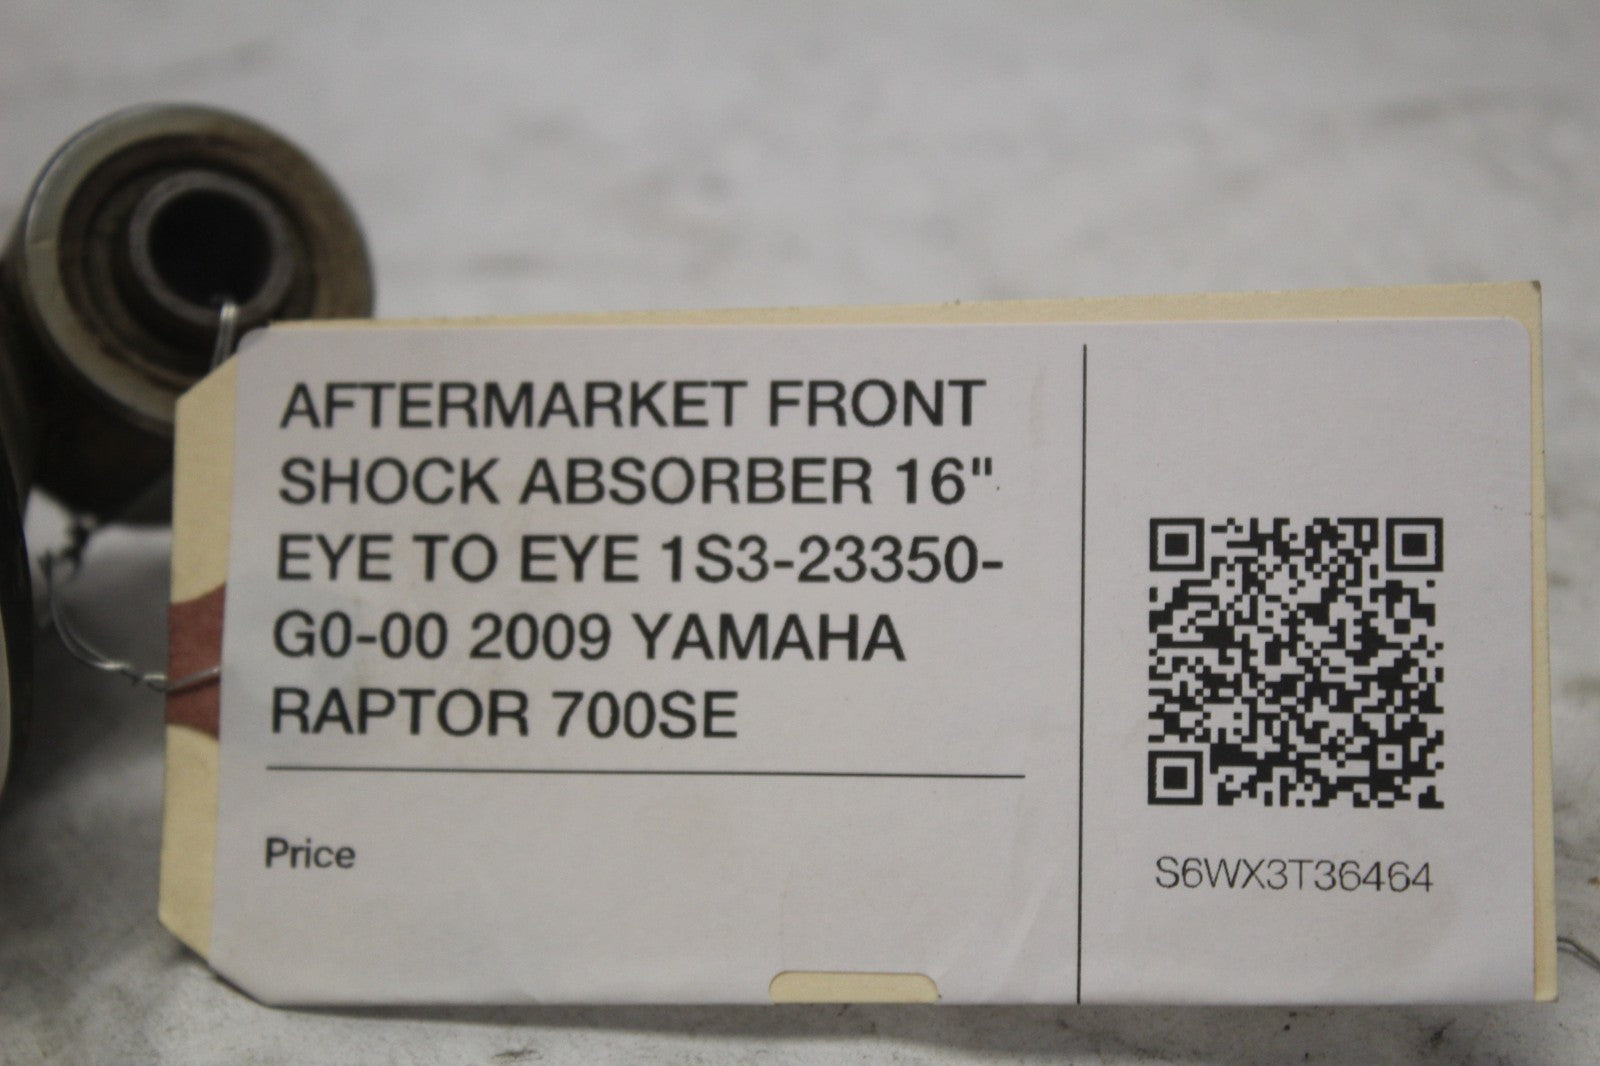 AFTERMARKET FRONT
SHOCK ABSORBER 16"
EYE TO EYE 1S3-23350-
G0-00 2009 YAMAHA
RAPTOR 700SE
Price
S6WX3T36464